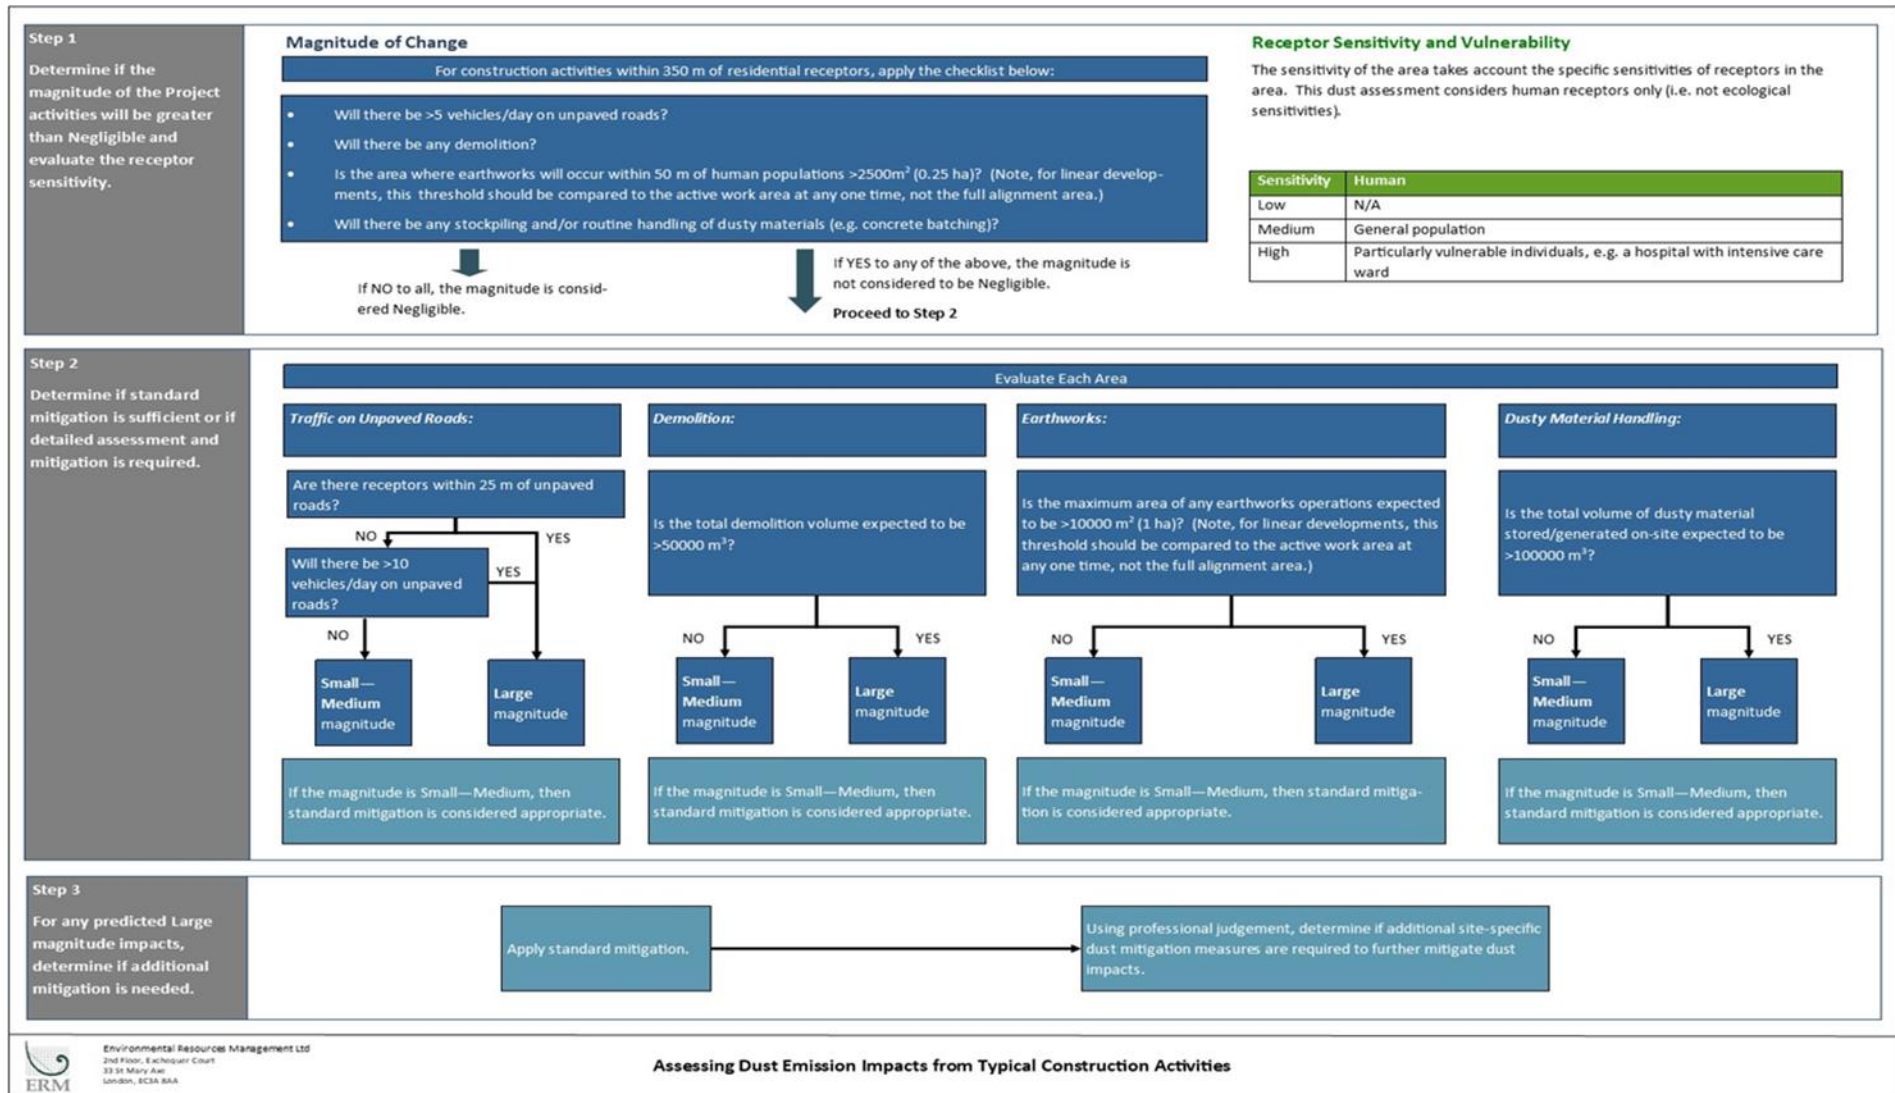 Step 1
Determine if the
magnitude of the Project
activities will be greater
than Negligible and
evaluate the receptor
sensitivity.
Magnitude of Change
For construction activities within 350 m of residential receptors, apply the checklist below:
• Will there be >5 vehicles/day on unpaved roads?
• Will there be any demolition?
• Is the area where earthworks will occur within 50 m of human populations >2500m² (0.25 ha)? (Note, for linear develop-
ments, this threshold should be compared to the active work area at any one time, not the full alignment area.)
• Will there be any stockpiling and/or routine handling of dusty materials (e.g. concrete batching)?
If NO to all, the magnitude is consid-
ered Negligible.
If YES to any of the above, the magnitude is
not considered to be Negligible.
Proceed to Step 2
Receptor Sensitivity and Vulnerability
The sensitivity of the area takes account the specific sensitivities of receptors in the
area. This dust assessment considers human receptors only (i.e. not ecological
sensitivities).
Sensitivity Human
Low N/A
Medium General population
High Particularly vulnerable individuals, e.g. a hospital with intensive care
ward
Step 2
Determine if standard
mitigation is sufficient or if
detailed assessment and
mitigation is required.
Evaluate Each Area
Traffic on Unpaved Roads:
Are there receptors within 25 m of unpaved
roads?
NO
YES
Will there be >10
vehicles/day on unpaved
roads?
YES
NO
Small—
Medium
magnitude
Large
magnitude
If the magnitude is Small—Medium, then
standard mitigation is considered appropriate.
Demolition:
Is the total demolition volume expected to be
>50000 m³?
NO
YES
Small—
Medium
magnitude
Large
magnitude
If the magnitude is Small—Medium, then
standard mitigation is considered appropriate.
Earthworks:
Is the maximum area of any earthworks operations expected
to be >10000 m² (1 ha)? (Note, for linear developments, this
threshold should be compared to the active work area at
any one time, not the full alignment area.)
NO
YES
Small—
Medium
magnitude
Large
magnitude
If the magnitude is Small—Medium, then standard mitiga-
tion is considered appropriate.
Dusty Material Handling:
Is the total volume of dusty material
stored/generated on-site expected to be
>100000 m³?
NO
YES
Small—
Medium
magnitude
Large
magnitude
If the magnitude is Small—Medium, then
standard mitigation is considered appropriate.
Step 3
For any predicted Large
magnitude impacts,
determine if additional
mitigation is needed.
Apply standard mitigation.
Using professional judgement, determine if additional site-specific
dust mitigation measures are required to further mitigate dust
impacts.
ERM
Environmental Resources Management Ltd
2nd Floor, Exchequer Court
33 St Mary Axe
London, EC3A 8AA
Assessing Dust Emission Impacts from Typical Construction Activities